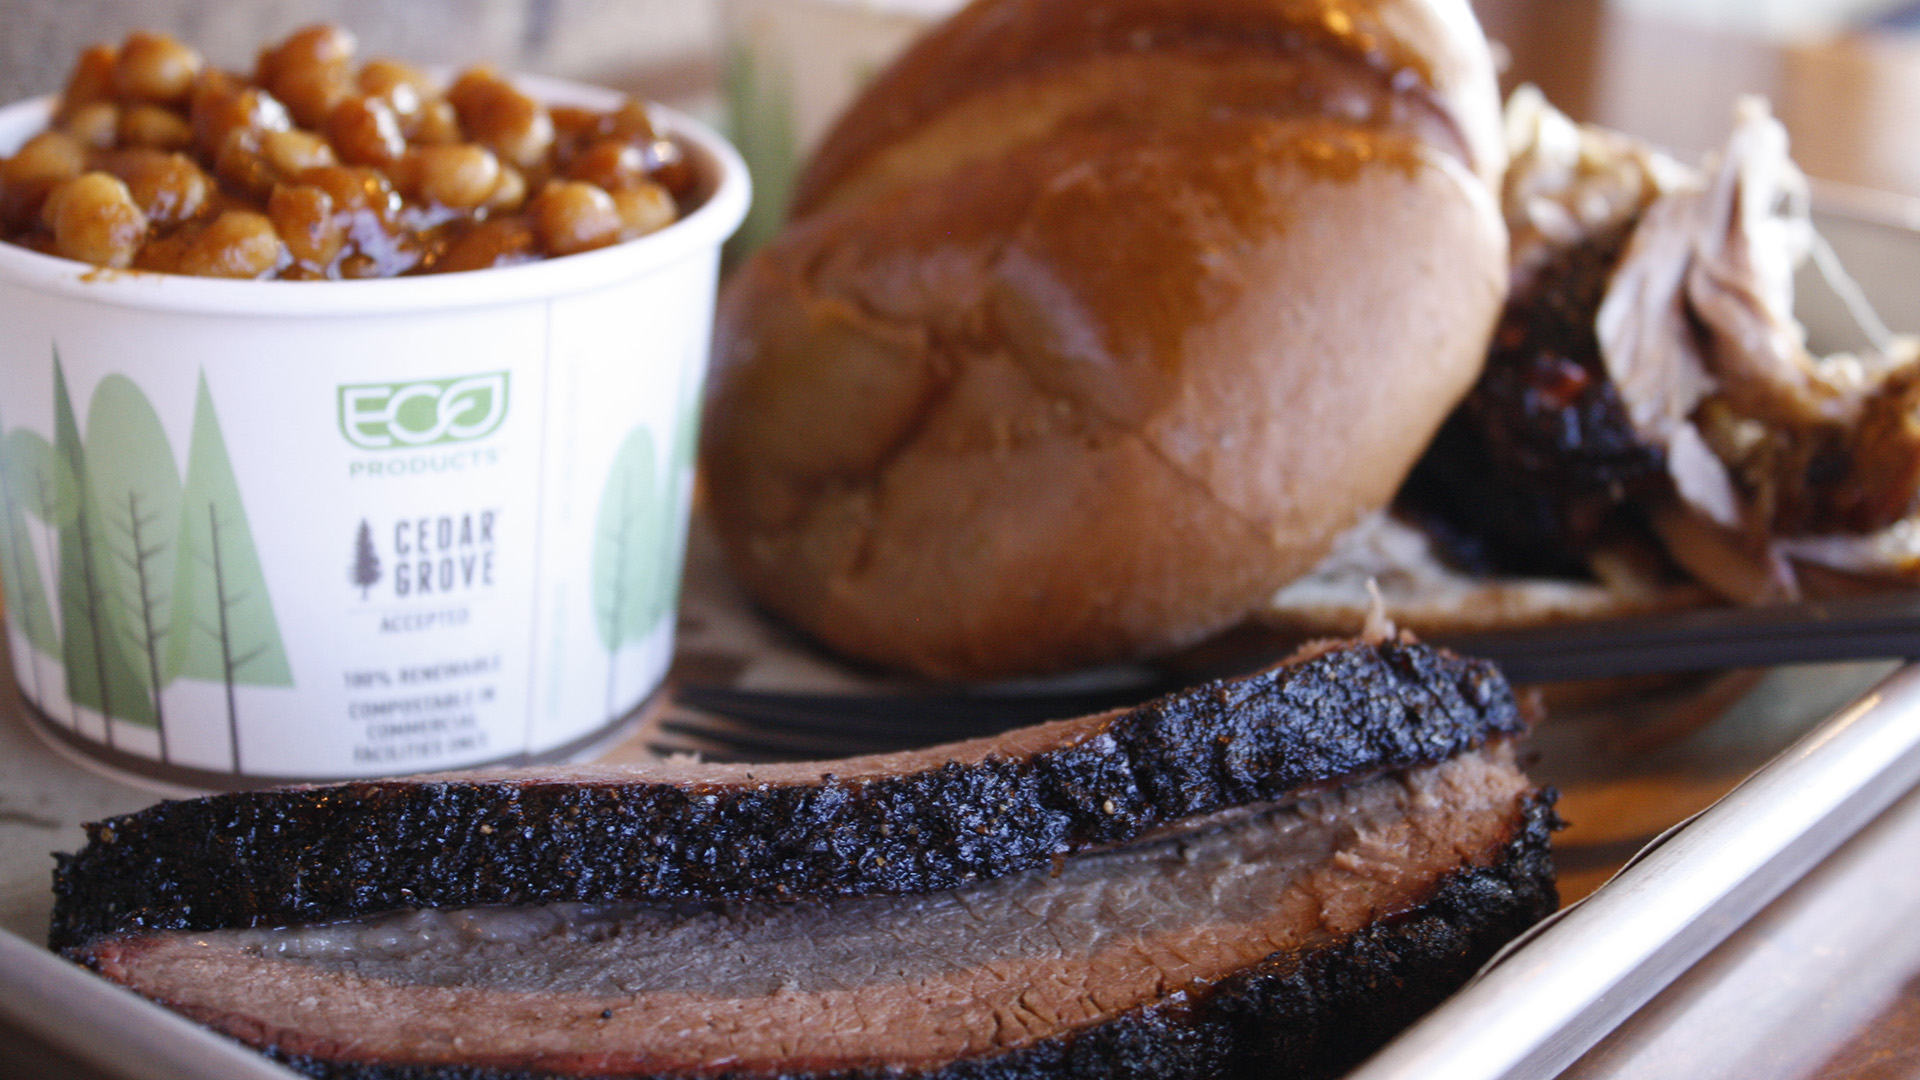 ECO
PRODUCTS
CEDAR
GROVE
ACCEPTED
100% RENEWABLE
COMPOSTABLE IN
COMMERCIAL
FACILITIES ONLY